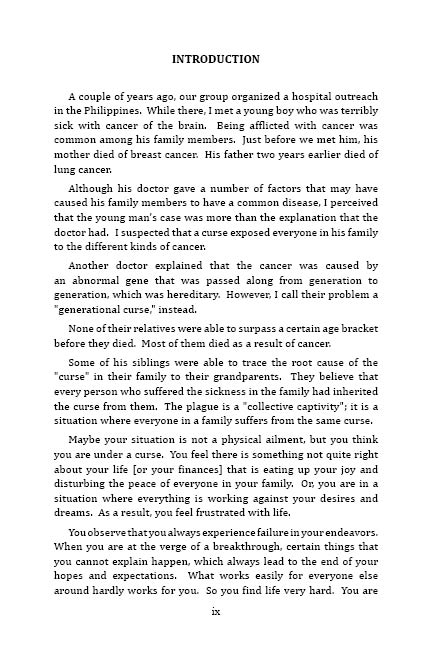 INTRODUCTION
A couple of years ago, our group organized a hospital outreach
in the Philippines. While there, I met a young boy who was terribly
sick with cancer of the brain. Being afflicted with cancer was
common among his family members. Just before we met him, his
mother died of breast cancer. His father two years earlier died of
lung cancer.
Although his doctor gave a number of factors that may have
caused his family members to have a common disease, I perceived
that the young man's case was more than the explanation that the
doctor had. I suspected that a curse exposed everyone in his family
to the different kinds of cancer.
Another doctor explained that the cancer was caused by
an abnormal gene that was passed along from generation to
generation, which was hereditary. However, I call their problem a
"generational curse," instead.
None of their relatives were able to surpass a certain age bracket
before they died. Most of them died as a result of cancer.
Some of his siblings were able to trace the root cause of the
"curse" in their family to their grandparents. They believe that
every person who suffered the sickness in the family had inherited
the curse from them. The plague is a "collective captivity"; it is a
situation where everyone in a family suffers from the same curse.
Maybe your situation is not a physical ailment, but you think
you are under a curse. You feel there is something not quite right
about your life [or your finances] that is eating up your joy and
disturbing the peace of everyone in your family. Or, you are in a
situation where everything is working against your desires and
dreams. As a result, you feel frustrated with life.
You observe that you always experience failure in your endeavors.
When you are at the verge of a breakthrough, certain things that
you cannot explain happen, which always lead to the end of your
hopes and expectations. What works easily for everyone else
around hardly works for you. So you find life very hard. You are
ix